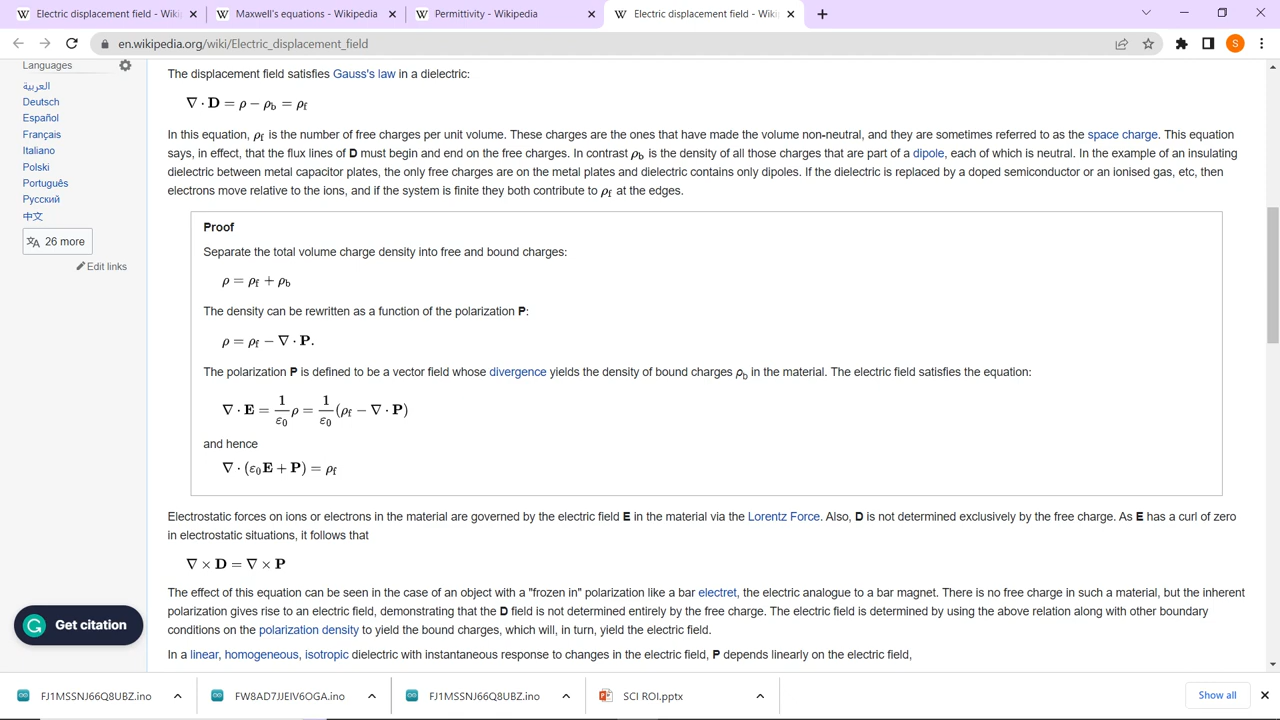 Electric displacement field - Wiki
Maxwell's equations - Wikipedia
Permittivity - Wikipedia
Electric displacement field - Wiki
en.wikipedia.org/wiki/Electric_displacement_field
S
Languages
العربية
Deutsch
Español
Français
Italiano
Polski
Português
Русский
中文
26 more
Edit links
The displacement field satisfies Gauss's law in a dielectric:
∇ · D = ρ − ρb = ρf
In this equation, ρf is the number of free charges per unit volume. These charges are the ones that have made the volume non-neutral, and they are sometimes referred to as the space charge. This equation
says, in effect, that the flux lines of D must begin and end on the free charges. In contrast ρb is the density of all those charges that are part of a dipole, each of which is neutral. In the example of an insulating
dielectric between metal capacitor plates, the only free charges are on the metal plates and dielectric contains only dipoles. If the dielectric is replaced by a doped semiconductor or an ionised gas, etc, then
electrons move relative to the ions, and if the system is finite they both contribute to ρf at the edges.
Proof
Separate the total volume charge density into free and bound charges:
ρ = ρf + ρb
The density can be rewritten as a function of the polarization P:
ρ = ρf − ∇ · P.
The polarization P is defined to be a vector field whose divergence yields the density of bound charges ρb in the material. The electric field satisfies the equation:
∇ · E = 1/ε0 ρ = 1/ε0 (ρf − ∇ · P)
and hence
∇ · (ε0E + P) = ρf
Electrostatic forces on ions or electrons in the material are governed by the electric field E in the material via the Lorentz Force. Also, D is not determined exclusively by the free charge. As E has a curl of zero
in electrostatic situations, it follows that
∇ × D = ∇ × P
The effect of this equation can be seen in the case of an object with a "frozen in" polarization like a bar electret, the electric analogue to a bar magnet. There is no free charge in such a material, but the inherent
polarization gives rise to an electric field, demonstrating that the D field is not determined entirely by the free charge. The electric field is determined by using the above relation along with other boundary
conditions on the polarization density to yield the bound charges, which will, in turn, yield the electric field.
In a linear, homogeneous, isotropic dielectric with instantaneous response to changes in the electric field, P depends linearly on the electric field,
Get citation
FJ1MSSNJ66Q8UBZ.ino
FW8AD7JJEIV6OGA.ino
FJ1MSSNJ66Q8UBZ.ino
SCI ROI.pptx
Show all